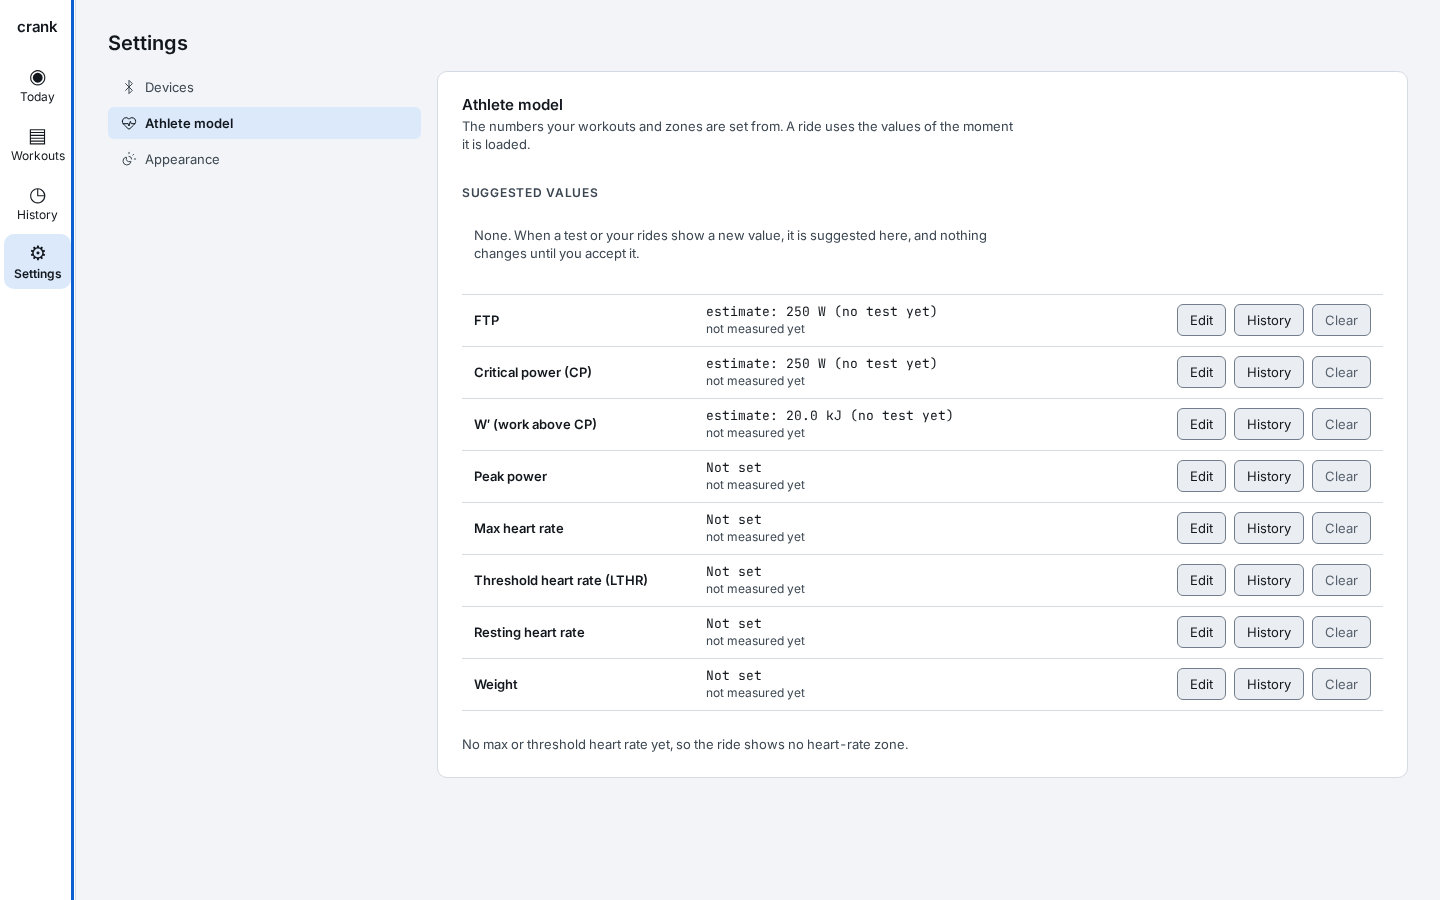 crank
Today
Workouts
History
Settings
Settings
Devices
Athlete model
Appearance
Athlete model
The numbers your workouts and zones are set from. A ride uses the values of the moment
it is loaded.
SUGGESTED VALUES
None. When a test or your rides show a new value, it is suggested here, and nothing
changes until you accept it.
FTP
estimate: 250 W (no test yet)
not measured yet
Edit History Clear
Critical power (CP)
estimate: 250 W (no test yet)
not measured yet
Edit History Clear
W′ (work above CP)
estimate: 20.0 kJ (no test yet)
not measured yet
Edit History Clear
Peak power
Not set
not measured yet
Edit History Clear
Max heart rate
Not set
not measured yet
Edit History Clear
Threshold heart rate (LTHR)
Not set
not measured yet
Edit History Clear
Resting heart rate
Not set
not measured yet
Edit History Clear
Weight
Not set
not measured yet
Edit History Clear
No max or threshold heart rate yet, so the ride shows no heart-rate zone.